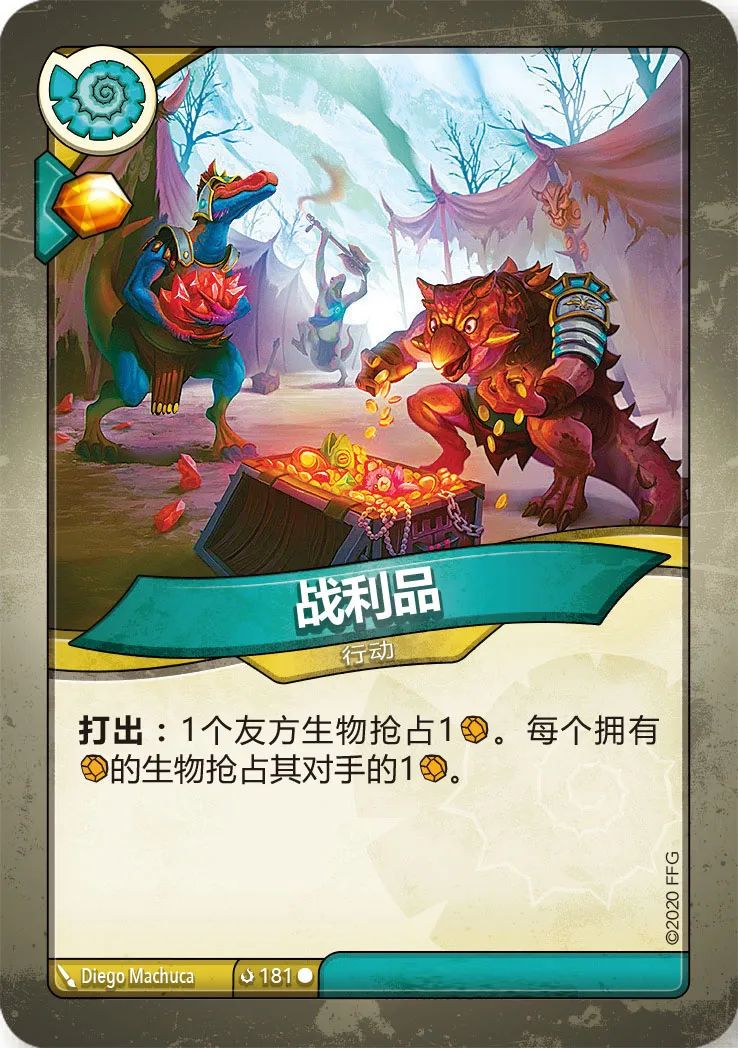 战利品
行动
打出：1个友方生物抢占1。每个拥有
的生物抢占其对手的1。
©2020 FFG
Diego Machuca
181